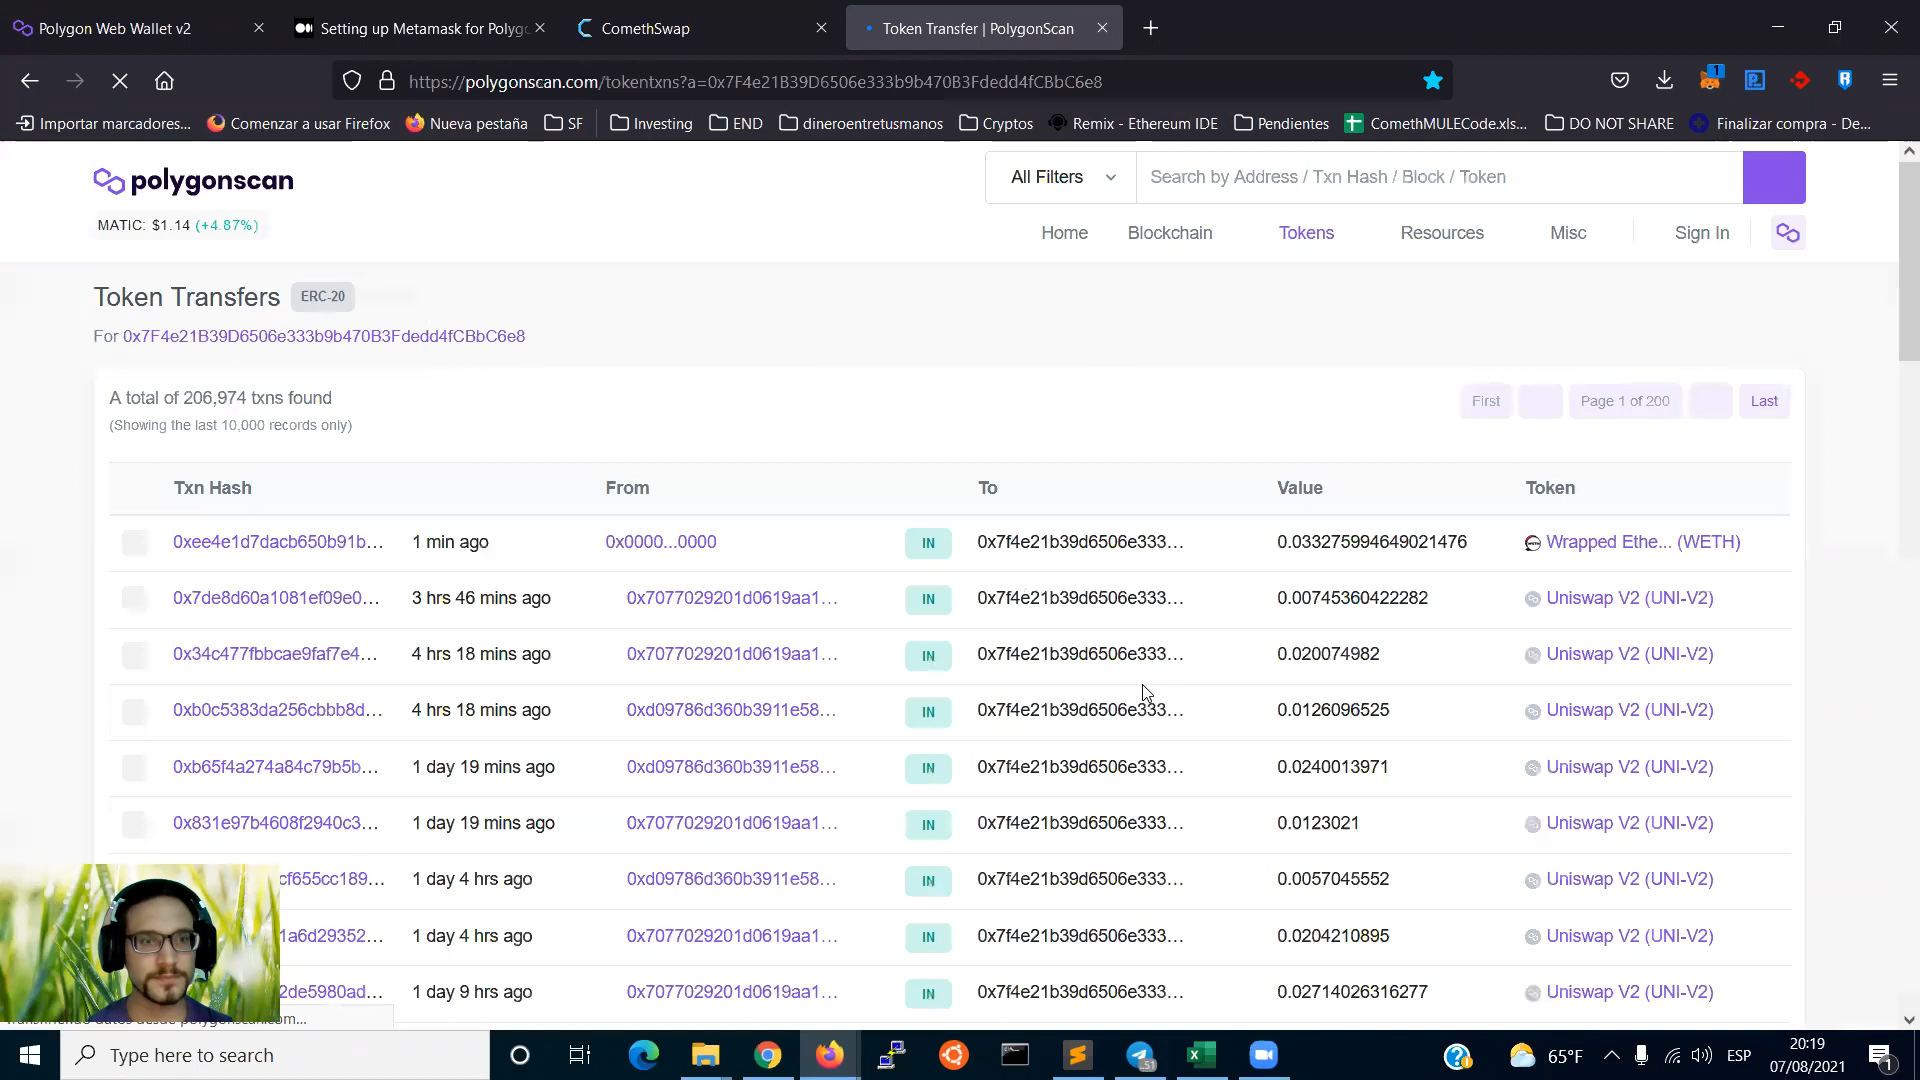 Polygon Web Wallet v2
Setting up Metamask for Polyg
ComethSwap
Token Transfer | PolygonScan
https://polygonscan.com/tokentxns?a=0x7F4e21B39D6506e333b9b470B3Fdedd4fCBbC6e8
1
Importar marcadores...
Comenzar a usar Firefox
Nueva pestaña
SF
Investing
END
dineroentretusmanos
Cryptos
Remix - Ethereum IDE
Pendientes
ComethMULECode.xls...
DO NOT SHARE
Finalizar compra - De...
polygonscan
All Filters
Search by Address / Txn Hash / Block / Token
MATIC: $1.14 (+4.87%)
Home
Blockchain
Tokens
Resources
Misc
Sign In
Token Transfers ERC-20
For 0x7F4e21B39D6506e333b9b470B3Fdedd4fCBbC6e8
A total of 206,974 txns found
(Showing the last 10,000 records only)
First
Page 1 of 200
Last
Txn Hash From To Value Token
0xee4e1d7dacb650b91b... 1 min ago 0x0000...0000 IN 0x7f4e21b39d6506e333... 0.033275994649021476 Wrapped Ethe... (WETH)
0x7de8d60a1081ef09e0... 3 hrs 46 mins ago 0x7077029201d0619aa1... IN 0x7f4e21b39d6506e333... 0.00745360422282 Uniswap V2 (UNI-V2)
0x34c477fbbcae9faf7e4... 4 hrs 18 mins ago 0x7077029201d0619aa1... IN 0x7f4e21b39d6506e333... 0.020074982 Uniswap V2 (UNI-V2)
0xb0c5383da256cbbb8d... 4 hrs 18 mins ago 0xd09786d360b3911e58... IN 0x7f4e21b39d6506e333... 0.0126096525 Uniswap V2 (UNI-V2)
0xb65f4a274a84c79b5b... 1 day 19 mins ago 0xd09786d360b3911e58... IN 0x7f4e21b39d6506e333... 0.0240013971 Uniswap V2 (UNI-V2)
0x831e97b4608f2940c3... 1 day 19 mins ago 0x7077029201d0619aa1... IN 0x7f4e21b39d6506e333... 0.0123021 Uniswap V2 (UNI-V2)
cf655cc189... 1 day 4 hrs ago 0xd09786d360b3911e58... IN 0x7f4e21b39d6506e333... 0.0057045552 Uniswap V2 (UNI-V2)
1a6d29352... 1 day 4 hrs ago 0x7077029201d0619aa1... IN 0x7f4e21b39d6506e333... 0.0204210895 Uniswap V2 (UNI-V2)
2de5980ad... 1 day 9 hrs ago 0x7077029201d0619aa1... IN 0x7f4e21b39d6506e333... 0.02714026316277 Uniswap V2 (UNI-V2)
Type here to search
51
65°F
ESP
20:19
07/08/2021
1